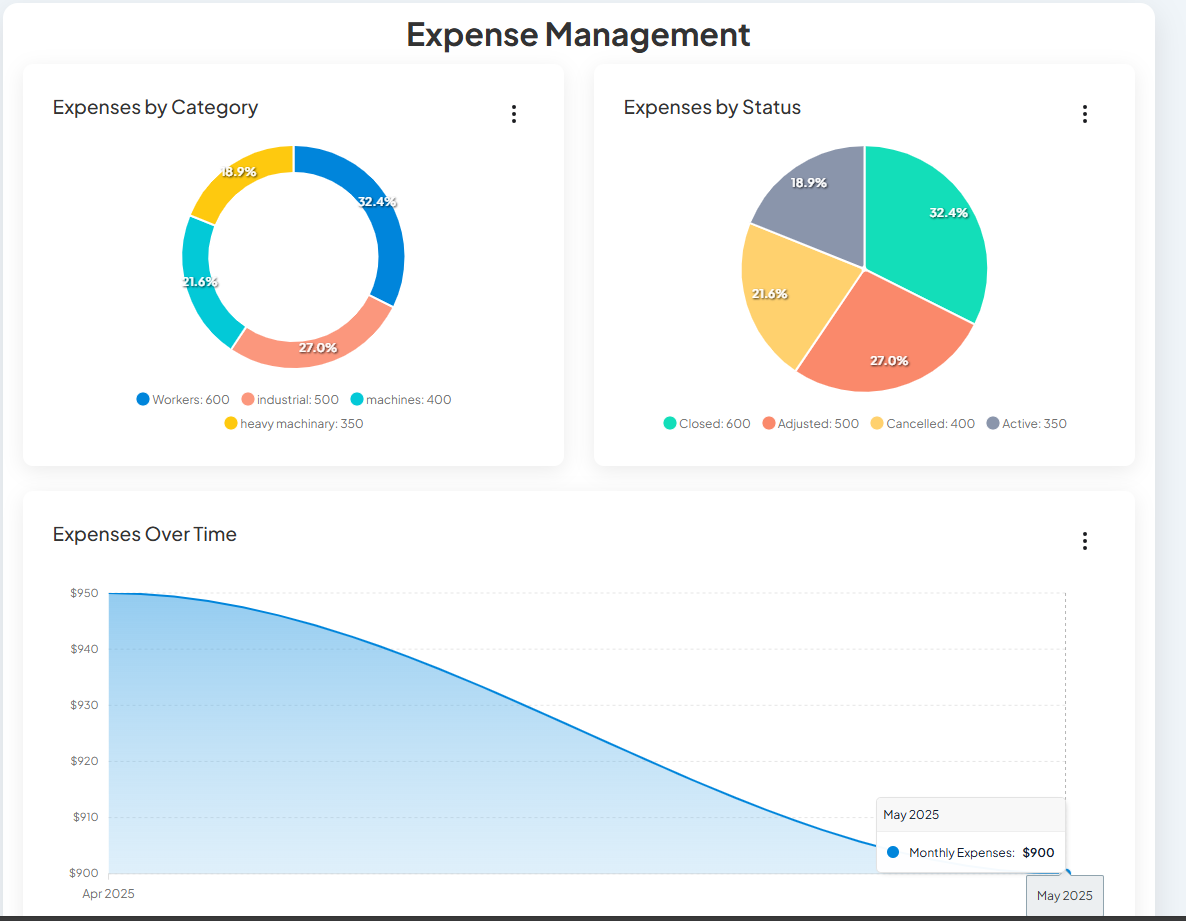 Expense Management
Expenses by Category
18.9%
32.4%
21.6%
27.0%
Workers: 600 industrial: 500 machines: 400
heavy machinary: 350
Expenses by Status
18.9%
32.4%
21.6%
27.0%
Closed: 600 Adjusted: 500 Cancelled: 400 Active: 350
Expenses Over Time
$950
$940
$930
$920
$910
$900
May 2025
Monthly Expenses: $900
Apr 2025
May 2025